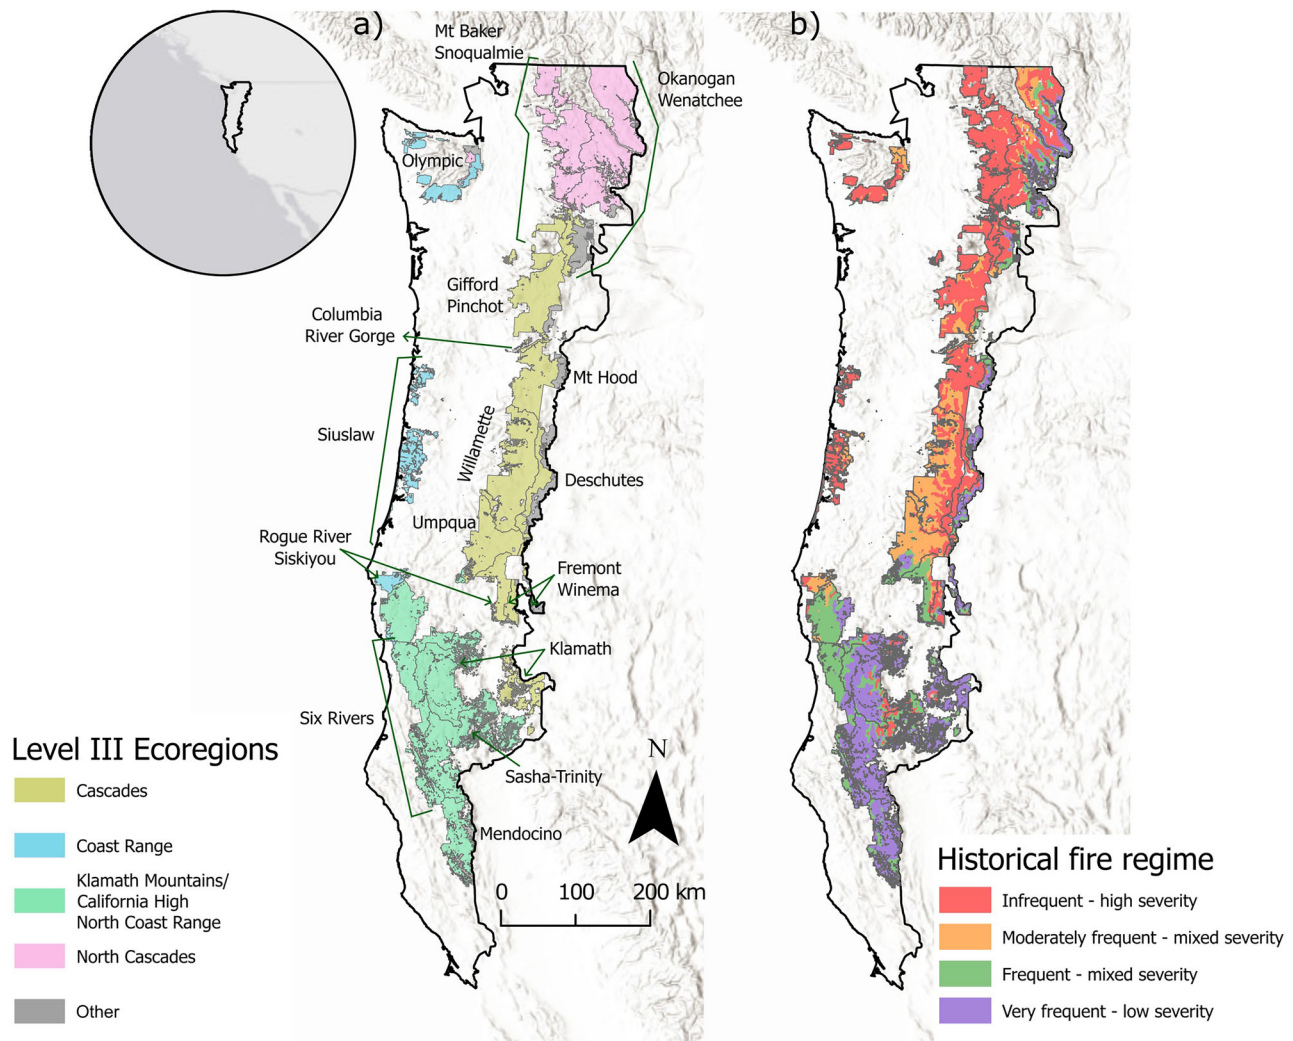 a)
Mt Baker
Snoqualmie
Okanogan
Wenatchee
Olympic
Gifford
Pinchot
Columbia
River Gorge
Mt Hood
Siuslaw
Willamette
Deschutes
Umpqua
Rogue River
Siskiyou
Fremont
Winema
Klamath
Six Rivers
Sasha-Trinity
Mendocino
N
0 100 200 km
Level III Ecoregions
Cascades
Coast Range
Klamath Mountains/
California High
North Coast Range
North Cascades
Other
b)
Historical fire regime
Infrequent - high severity
Moderately frequent - mixed severity
Frequent - mixed severity
Very frequent - low severity